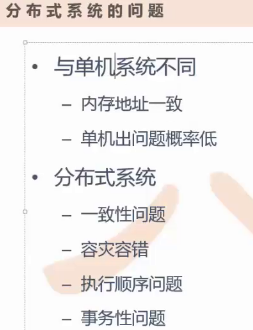 分布式系统的问题
• 与单机系统不同
– 内存地址一致
– 单机出问题概率低
• 分布式系统
– 一致性问题
– 容灾容错
– 执行顺序问题
– 事务性问题